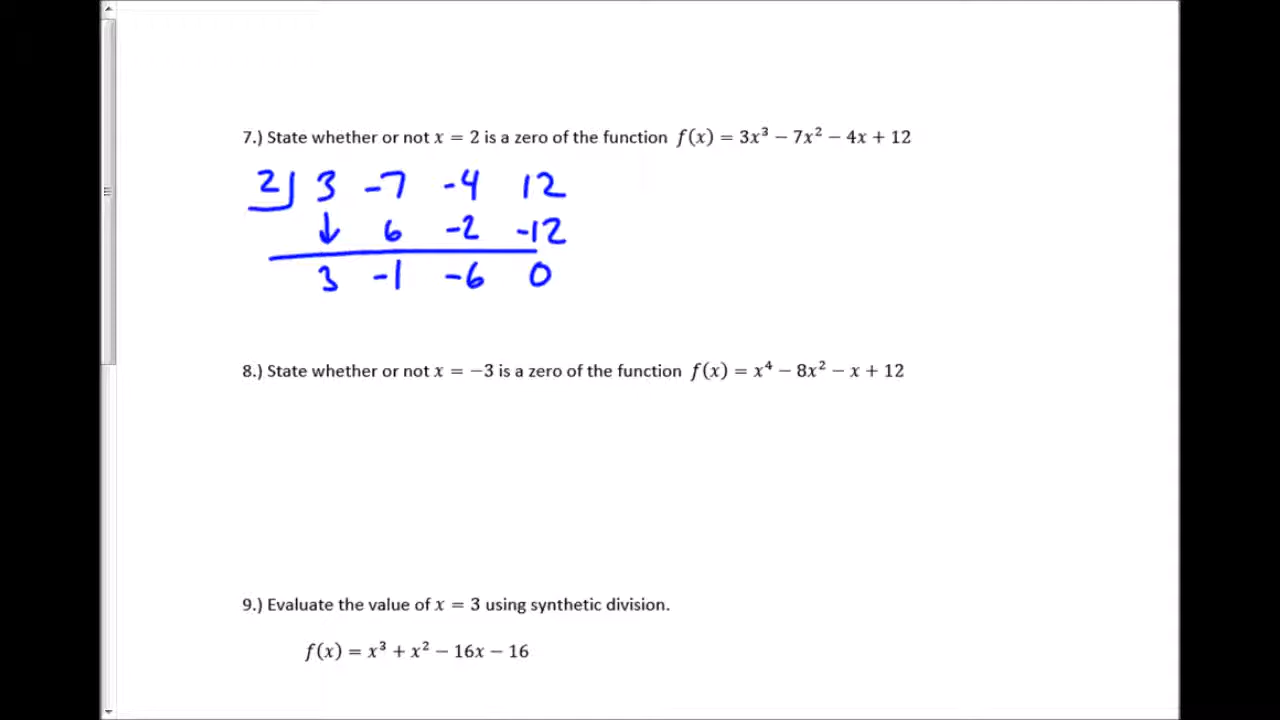 7.) State whether or not x = 2 is a zero of the function f(x) = 3x³ − 7x² − 4x + 12
2 3 -7 -4 12
↓ 6 -2 -12
3 -1 -6 0
8.) State whether or not x = −3 is a zero of the function f(x) = x⁴ − 8x² − x + 12
9.) Evaluate the value of x = 3 using synthetic division.
f(x) = x³ + x² − 16x − 16